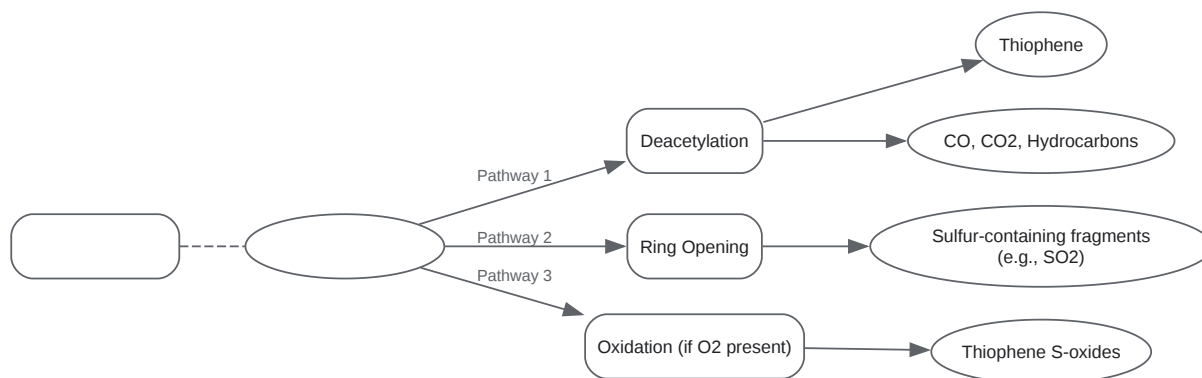 Thiophene
Deacetylation
CO, CO2, Hydrocarbons
Pathway 1
Pathway 2
Ring Opening
Sulfur-containing fragments
(e.g., SO2)
Pathway 3
Oxidation (if O2 present)
Thiophene S-oxides